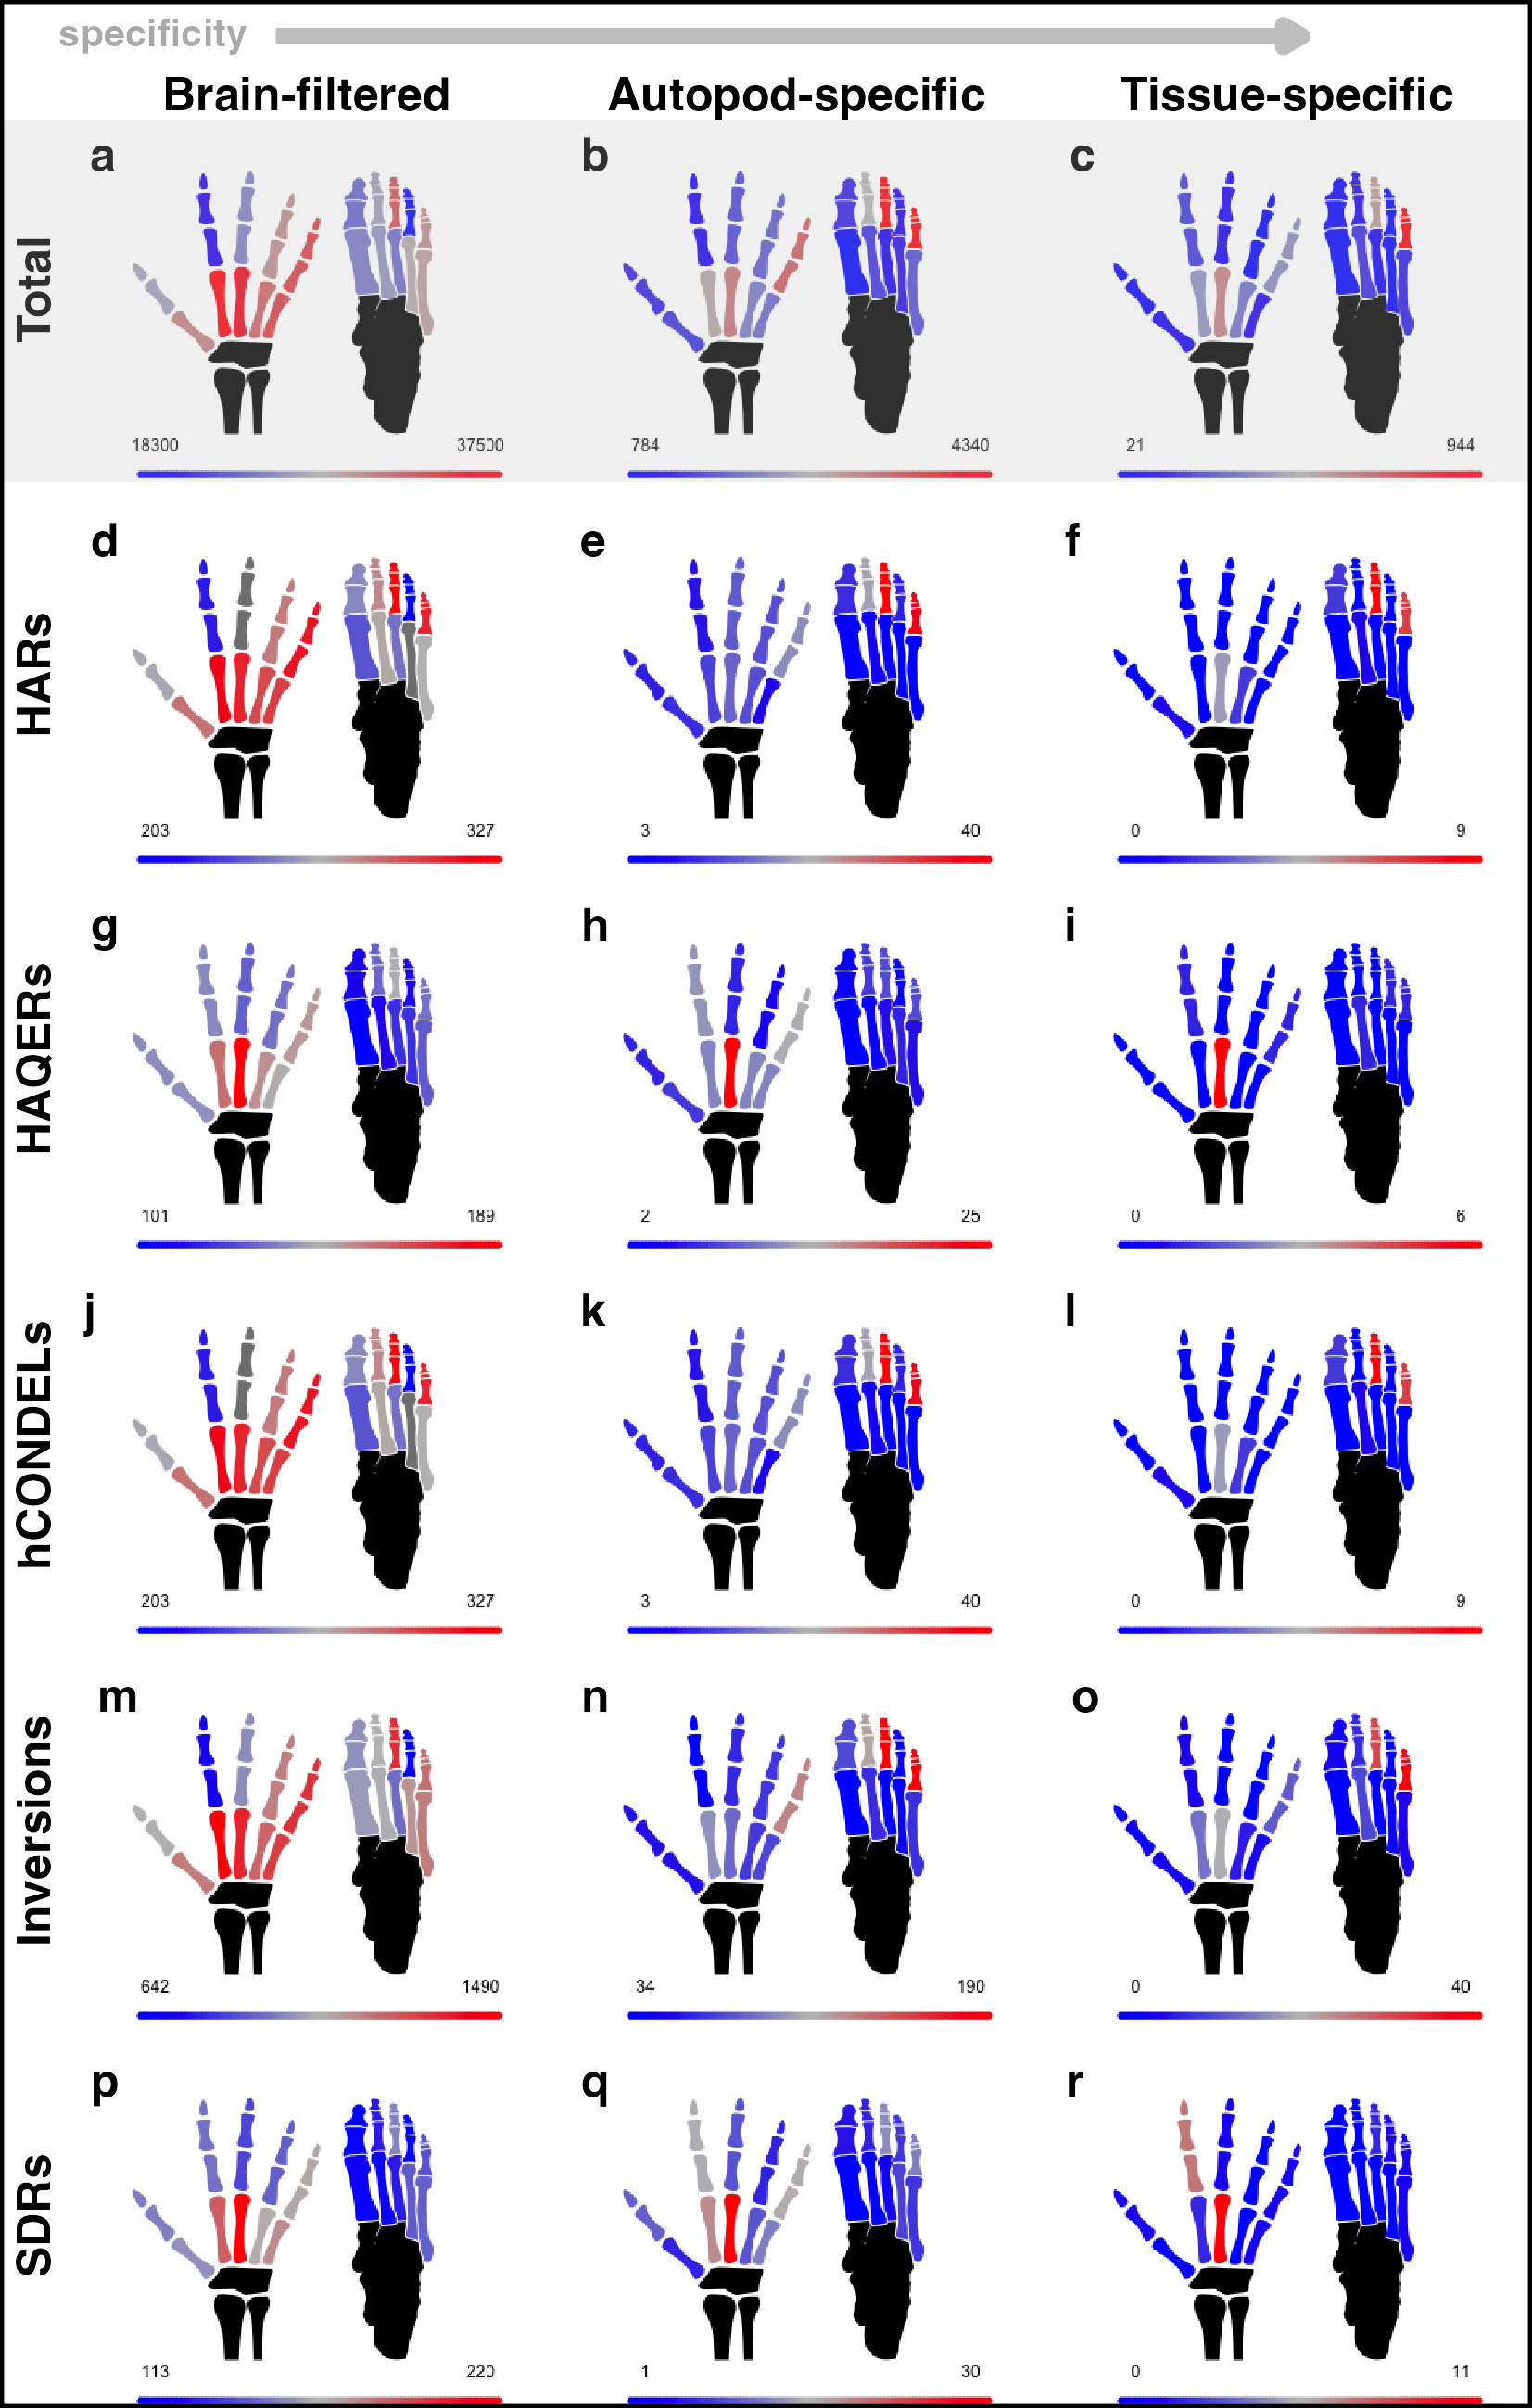 specificity
Brain-filtered Autopod-specific Tissue-specific
Total
a b c
18300 37500 784 4340 21 944
HARs
d e f
203 327 3 40 0 9
HAQERs
g h i
101 189 2 25 0 6
hCONDELs
j k l
203 327 3 40 0 9
Inversions
m n o
642 1490 34 190 0 40
SDRs
p q r
113 220 1 30 0 11